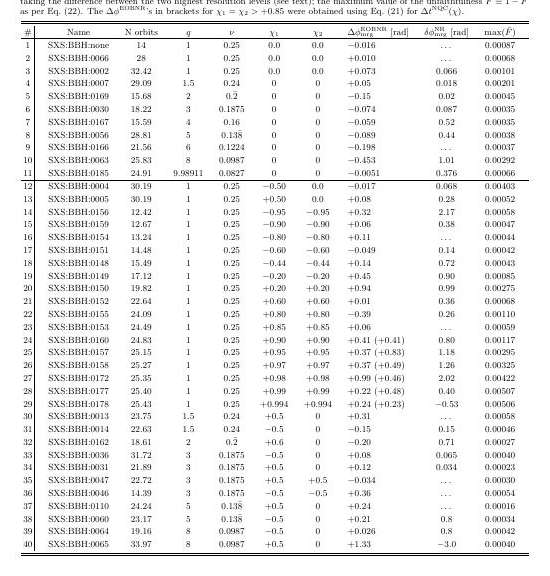 taking the difference between the two highest resolution levels (see text); the maximum value of the unfaithfulness F̄ ≡ 1 − F
as per Eq. (22). The Δϕ^EOBNR's in brackets for χ1 = χ2 > +0.85 were obtained using Eq. (21) for Δt^NQC(χ).
# Name N orbits q ν χ1 χ2 Δϕ^EOBNR_mrg [rad] δϕ^NR_mrg [rad] max(F̄)
1 SXS:BBH:none 14 1 0.25 0.0 0.0 −0.016 ... 0.00087
2 SXS:BBH:0066 28 1 0.25 0.0 0.0 +0.010 ... 0.00068
3 SXS:BBH:0002 32.42 1 0.25 0.0 0.0 +0.073 0.066 0.00101
4 SXS:BBH:0007 29.09 1.5 0.24 0 0 +0.05 0.018 0.00201
5 SXS:BBH:0169 15.68 2 0.2̄ 0 0 −0.15 0.02 0.00045
6 SXS:BBH:0030 18.22 3 0.1875 0 0 −0.074 0.087 0.00035
7 SXS:BBH:0167 15.59 4 0.16 0 0 −0.059 0.52 0.00035
8 SXS:BBH:0056 28.81 5 0.138̄ 0 0 −0.089 0.44 0.00038
9 SXS:BBH:0166 21.56 6 0.1224 0 0 −0.198 ... 0.00037
10 SXS:BBH:0063 25.83 8 0.0987 0 0 −0.453 1.01 0.00292
11 SXS:BBH:0185 24.91 9.98911 0.0827 0 0 −0.0051 0.376 0.00066
12 SXS:BBH:0004 30.19 1 0.25 −0.50 0.0 −0.017 0.068 0.00403
13 SXS:BBH:0005 30.19 1 0.25 +0.50 0.0 +0.08 0.28 0.00052
14 SXS:BBH:0156 12.42 1 0.25 −0.95 −0.95 +0.32 2.17 0.00058
15 SXS:BBH:0159 12.67 1 0.25 −0.90 −0.90 +0.06 0.38 0.00047
16 SXS:BBH:0154 13.24 1 0.25 −0.80 −0.80 +0.11 ... 0.00044
17 SXS:BBH:0151 14.48 1 0.25 −0.60 −0.60 −0.049 0.14 0.00042
18 SXS:BBH:0148 15.49 1 0.25 −0.44 −0.44 +0.14 0.72 0.00043
19 SXS:BBH:0149 17.12 1 0.25 −0.20 −0.20 +0.45 0.90 0.00085
20 SXS:BBH:0150 19.82 1 0.25 +0.20 +0.20 +0.94 0.99 0.00275
21 SXS:BBH:0152 22.64 1 0.25 +0.60 +0.60 +0.01 0.36 0.00068
22 SXS:BBH:0155 24.09 1 0.25 +0.80 +0.80 −0.39 0.26 0.00110
23 SXS:BBH:0153 24.49 1 0.25 +0.85 +0.85 +0.06 ... 0.00059
24 SXS:BBH:0160 24.83 1 0.25 +0.90 +0.90 +0.41 (+0.41) 0.80 0.00117
25 SXS:BBH:0157 25.15 1 0.25 +0.95 +0.95 +0.37 (+0.83) 1.18 0.00295
26 SXS:BBH:0158 25.27 1 0.25 +0.97 +0.97 +0.37 (+0.49) 1.26 0.00325
27 SXS:BBH:0172 25.35 1 0.25 +0.98 +0.98 +0.99 (+0.46) 2.02 0.00422
28 SXS:BBH:0177 25.40 1 0.25 +0.99 +0.99 +0.22 (+0.48) 0.40 0.00507
29 SXS:BBH:0178 25.43 1 0.25 +0.994 +0.994 +0.24 (+0.23) −0.53 0.00506
30 SXS:BBH:0013 23.75 1.5 0.24 +0.5 0 +0.31 ... 0.00058
31 SXS:BBH:0014 22.63 1.5 0.24 −0.5 0 +0.15 0.15 0.00046
32 SXS:BBH:0162 18.61 2 0.2̄ +0.6 0 −0.20 0.71 0.00027
33 SXS:BBH:0036 31.72 3 0.1875 −0.5 0 +0.08 0.065 0.00040
34 SXS:BBH:0031 21.89 3 0.1875 +0.5 0 +0.12 0.034 0.00023
35 SXS:BBH:0047 22.72 3 0.1875 +0.5 +0.5 −0.034 ... 0.00030
36 SXS:BBH:0046 14.39 3 0.1875 −0.5 −0.5 +0.36 ... 0.00054
37 SXS:BBH:0110 24.24 5 0.138̄ +0.5 0 +0.24 ... 0.00016
38 SXS:BBH:0060 23.17 5 0.138̄ −0.5 0 +0.21 0.8 0.00034
39 SXS:BBH:0064 19.16 8 0.0987 −0.5 0 +0.026 0.8 0.00042
40 SXS:BBH:0065 33.97 8 0.0987 +0.5 0 +1.33 −3.0 0.00040